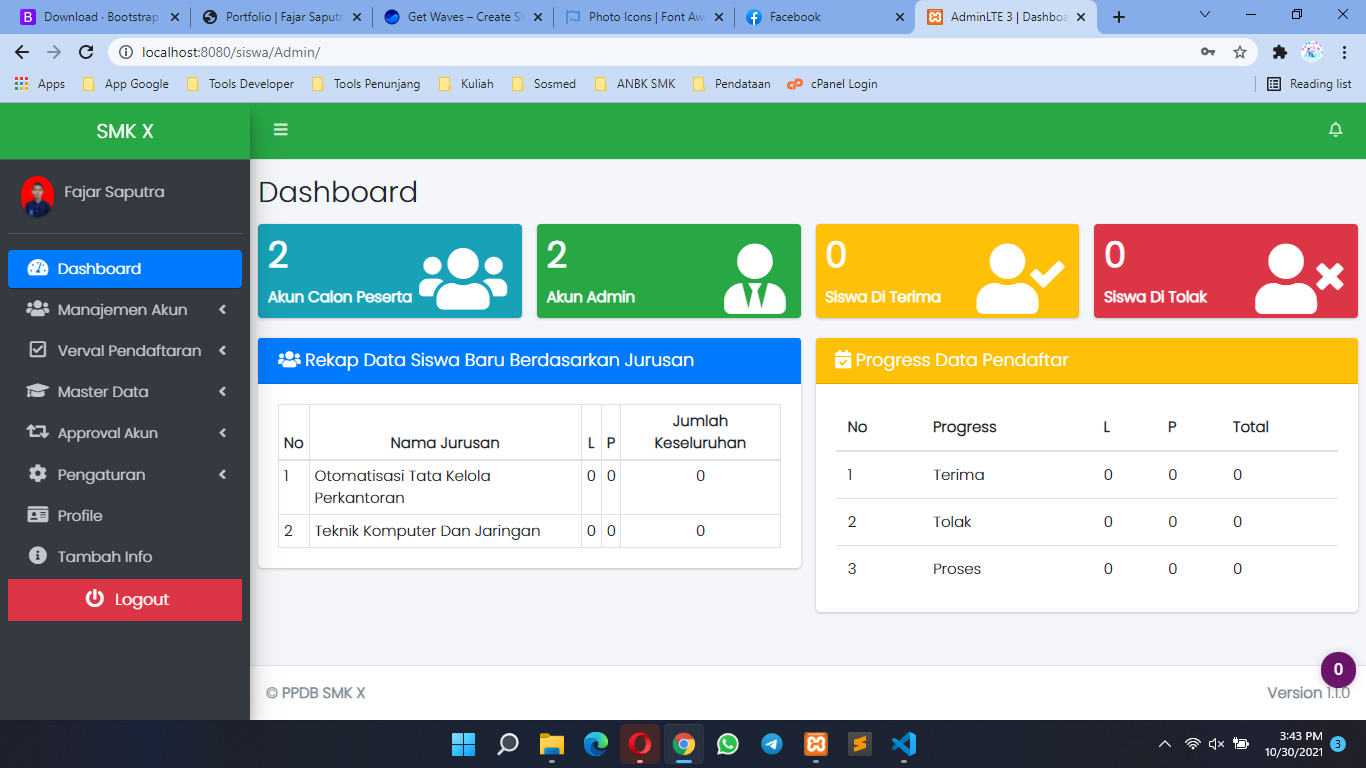 Download · Bootstrap
Portfolio | Fajar Saputr
Get Waves – Create SV
Photo Icons | Font Aw
Facebook
AdminLTE 3 | Dashboa
localhost:8080/siswa/Admin/
Apps
App Google
Tools Developer
Tools Penunjang
Kuliah
Sosmed
ANBK SMK
Pendataan
cPanel Login
Reading list
SMK X
Fajar Saputra
Dashboard
Manajemen Akun
Verval Pendaftaran
Master Data
Approval Akun
Pengaturan
Profile
Tambah Info
Logout
Dashboard
2
Akun Calon Peserta
2
Akun Admin
0
Siswa Di Terima
0
Siswa Di Tolak
Rekap Data Siswa Baru Berdasarkan Jurusan
No Nama Jurusan L P Jumlah
Keseluruhan
1 Otomatisasi Tata Kelola 0 0 0
Perkantoran
2 Teknik Komputer Dan Jaringan 0 0 0
Progress Data Pendaftar
No Progress L P Total
1 Terima 0 0 0
2 Tolak 0 0 0
3 Proses 0 0 0
0
© PPDB SMK X
Version 1.1.0
3:43 PM
10/30/2021
3